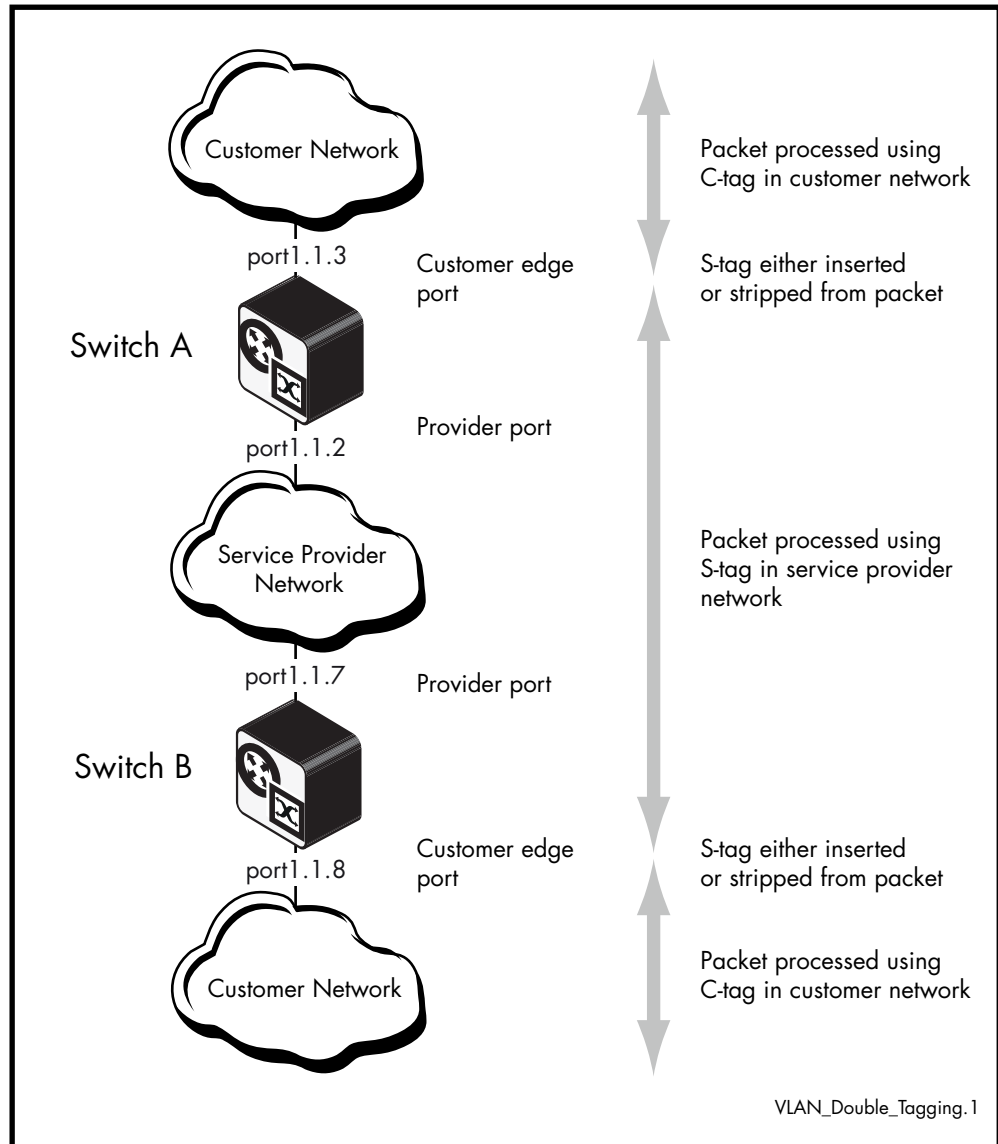 Customer Network
Packet processed using
C-tag in customer network
port1.1.3
Customer edge
port
S-tag either inserted
or stripped from packet
Switch A
Provider port
port1.1.2
Service Provider
Network
Packet processed using
S-tag in service provider
network
port1.1.7
Provider port
Switch B
Customer edge
port
S-tag either inserted
or stripped from packet
port1.1.8
Customer Network
Packet processed using
C-tag in customer network
VLAN_Double_Tagging.1